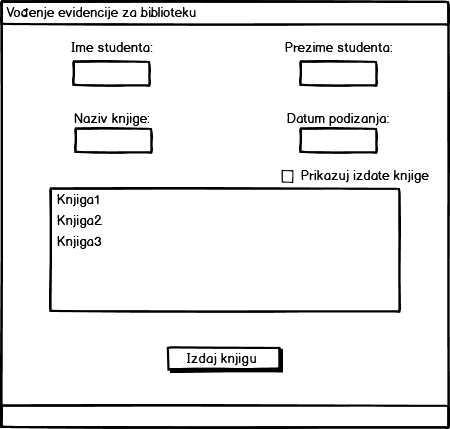 Vođenje evidencije za biblioteku
Ime studenta:
Prezime studenta:
Naziv knjige:
Datum podizanja:
Prikazuj izdate knjige
Knjiga1
Knjiga2
Knjiga3
Izdaj knjigu